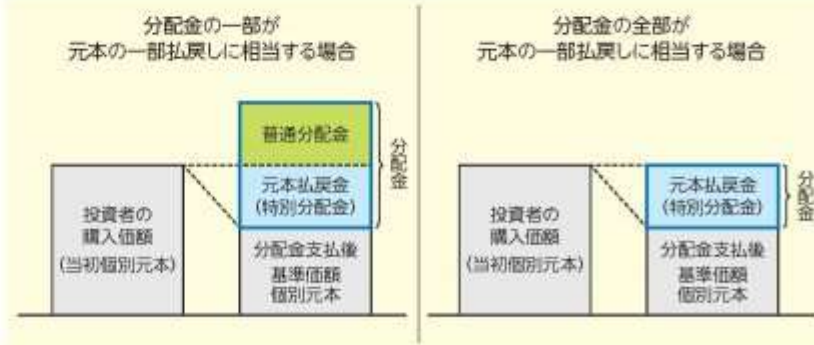 分配金の一部が
元本の一部払戻しに相当する場合
普通分配金
元本払戻金
(特別分配金)
分配金
投資者の
購入価額
(当初個別元本)
分配金支払後
基準価額
個別元本
分配金の全部が
元本の一部払戻しに相当する場合
元本払戻金
(特別分配金)
分配金
投資者の
購入価額
(当初個別元本)
分配金支払後
基準価額
個別元本